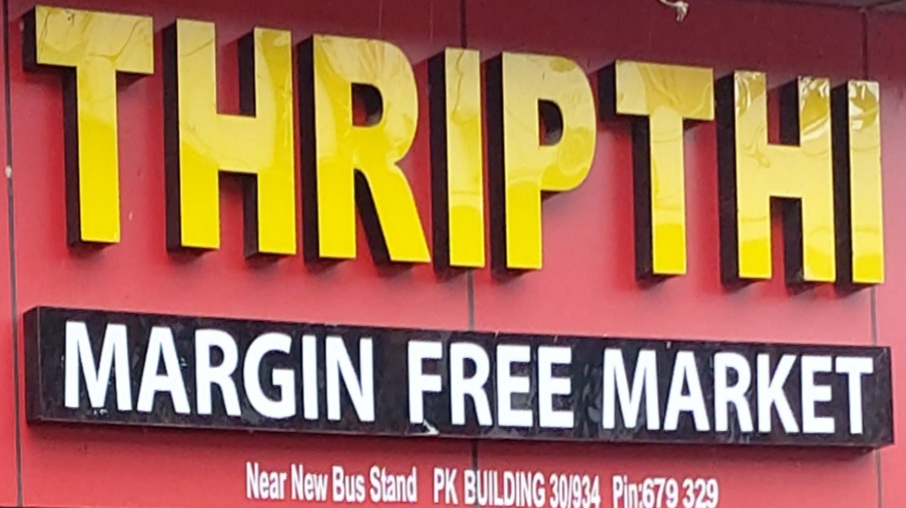 THRIPTHI
MARGIN FREE MARKET
Near New Bus Stand PK BUILDING 30/934 Pin:679 329